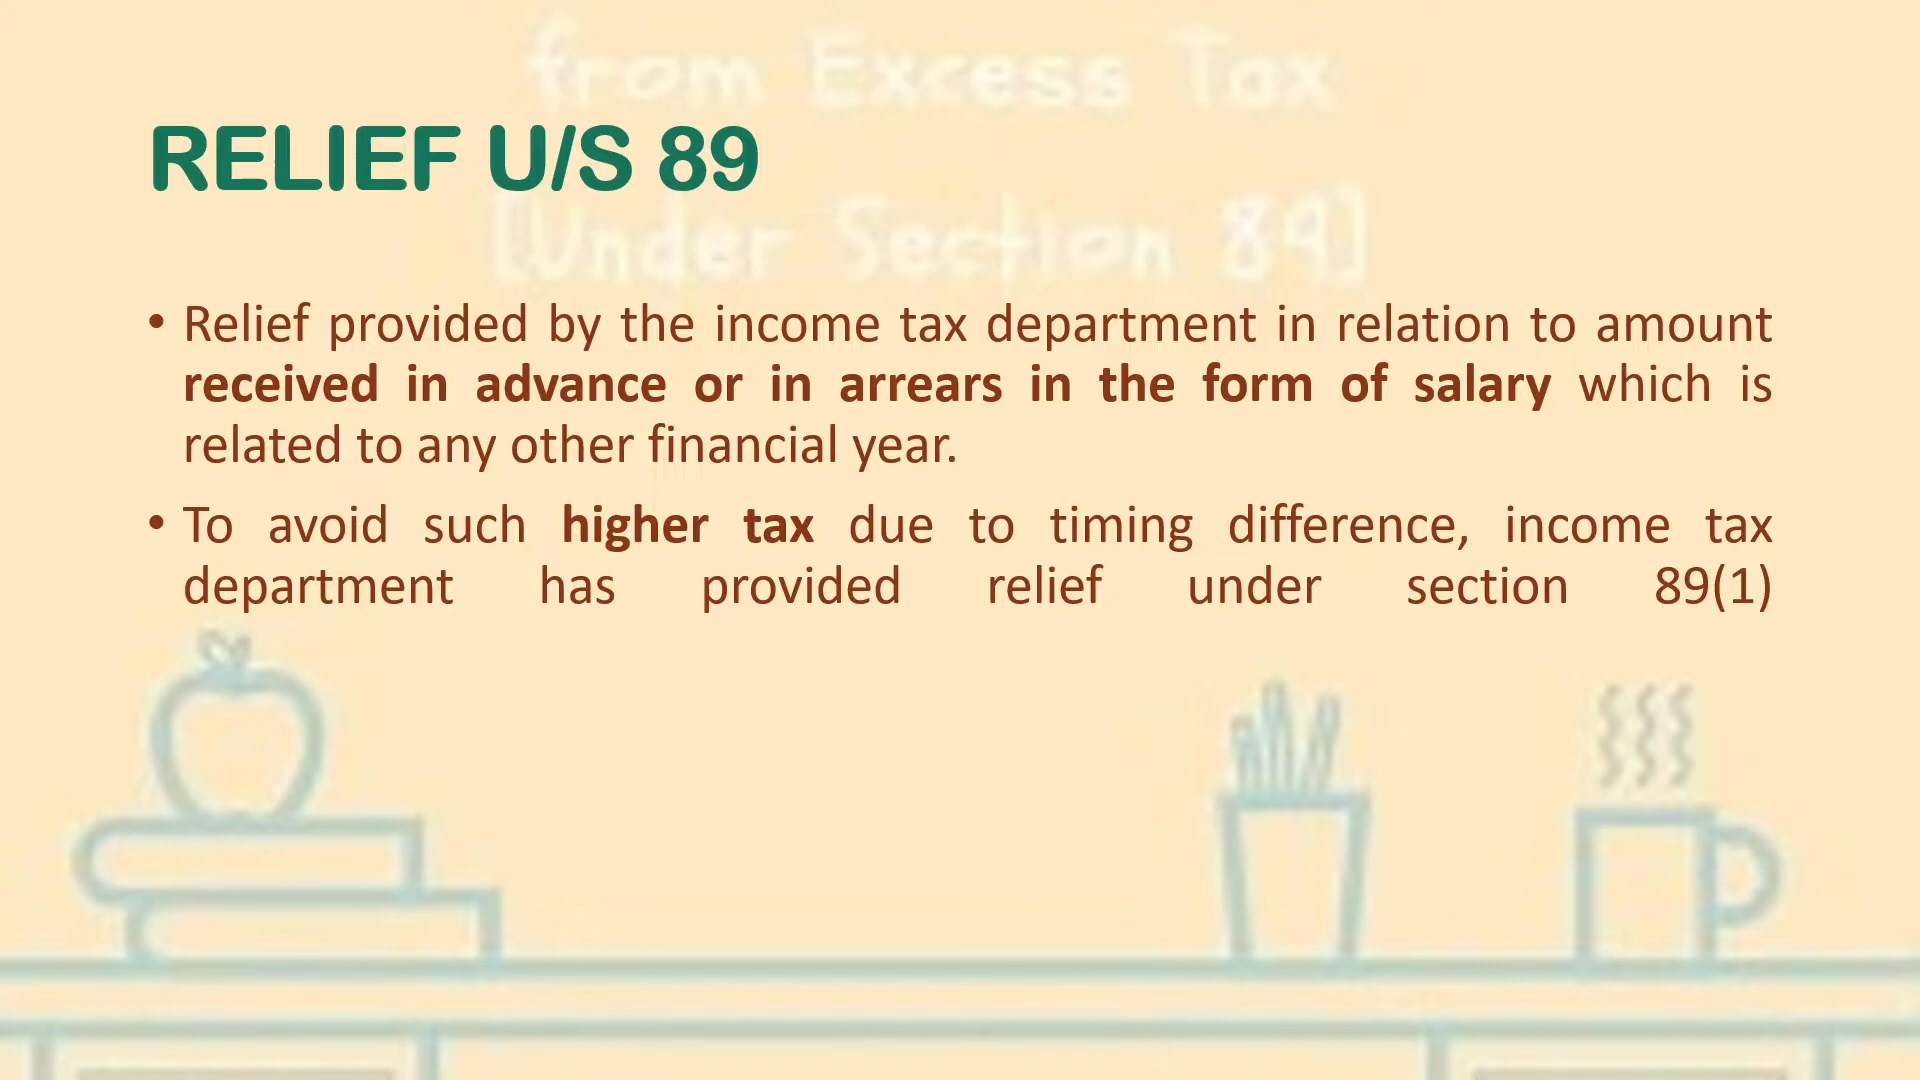 from Excess Tax
RELIEF U/S 89
[Under Section 89]
• Relief provided by the income tax department in relation to amount
received in advance or in arrears in the form of salary which is
related to any other financial year.
• To avoid such higher tax due to timing difference, income tax
department has provided relief under section 89(1)